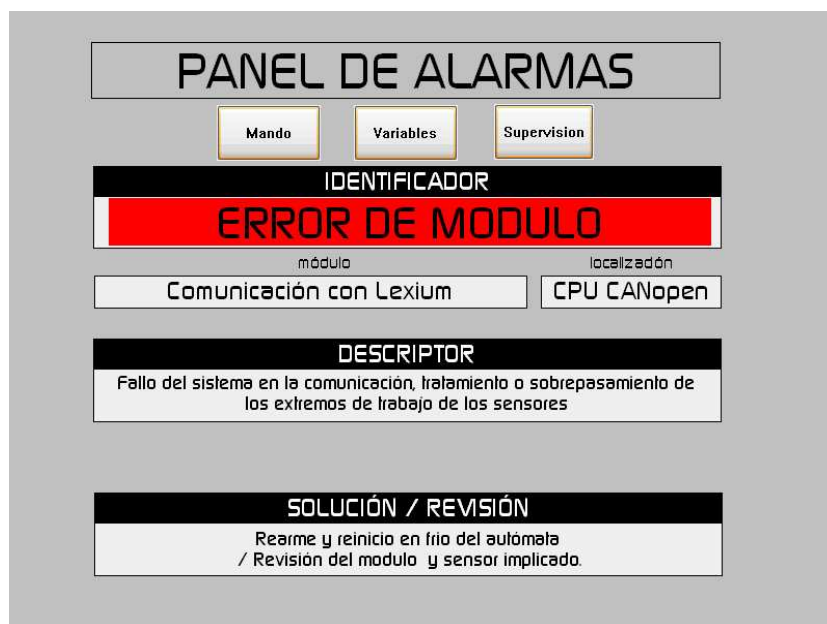 PANEL DE ALARMAS
Mando Variables Supervision
IDENTIFICADOR
ERROR DE MODULO
módulo localización
Comunicación con Lexium CPU CANopen
DESCRIPTOR
Fallo del sistema en la comunicación, tratamiento o sobrepasamiento de
los extremos de trabajo de los sensores
SOLUCIÓN / REVISIÓN
Rearme y reinicio en frio del autómata
/ Revisión del modulo y sensor implicado.